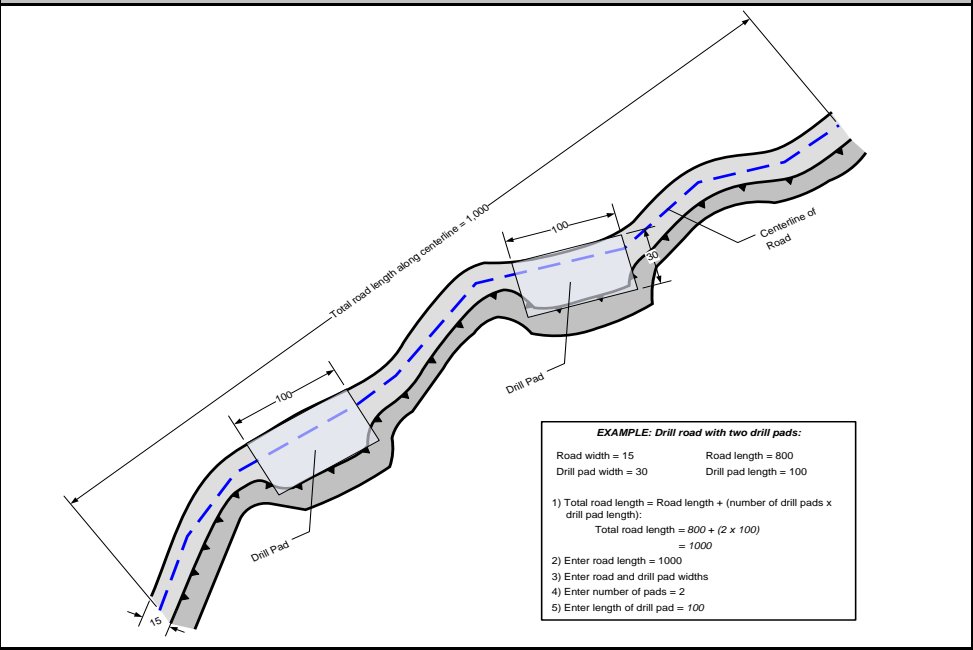 Total road length along centerline = 1,000
100
30
Centerline of
Road
Drill Pad
100
Drill Pad
15
EXAMPLE: Drill road with two drill pads:
Road width = 15 Road length = 800
Drill pad width = 30 Drill pad length = 100
1) Total road length = Road length + (number of drill pads x
drill pad length):
Total road length = 800 + (2 x 100)
= 1000
2) Enter road length = 1000
3) Enter road and drill pad widths
4) Enter number of pads = 2
5) Enter length of drill pad = 100